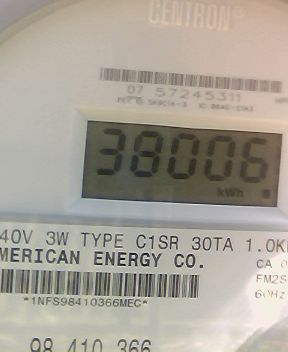 CENTRON®
07 57245311
38006
kWh
40V 3W TYPE C1SR 30TA 1.0K
MERICAN ENERGY CO.
CA 0
FM2S
*1NFS98410366MEC*
60Hz
98 410 366